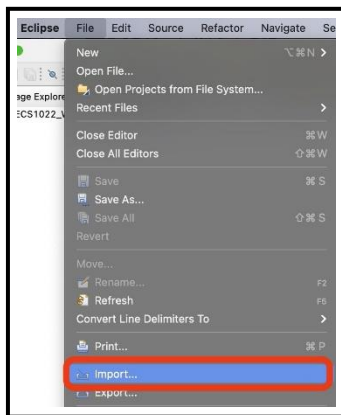 Eclipse File Edit Source Refactor Navigate Se
New ⌥⌘N >
Open File...
age Explore Open Projects from File System...
Recent Files >
ECS1022_W
Close Editor ⌘W
Close All Editors ⇧⌘W
Save ⌘S
Save As...
Save All ⇧⌘S
Revert
Move...
Rename... F2
Refresh F5
Convert Line Delimiters To >
Print... ⌘P
Import...
Export...